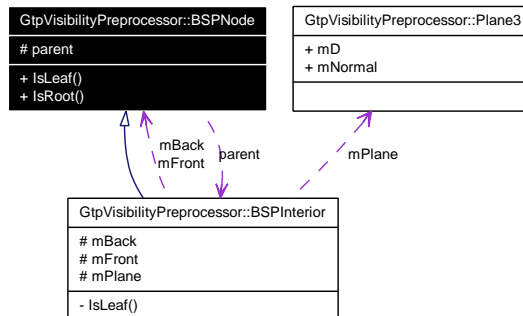 GtpVisibilityPreprocessor::BSPNode
# parent
+ IsLeaf()
+ IsRoot()
GtpVisibilityPreprocessor::Plane3
+ mD
+ mNormal
mBack
mFront
parent
mPlane
GtpVisibilityPreprocessor::BSPInterior
# mBack
# mFront
# mPlane
- IsLeaf()